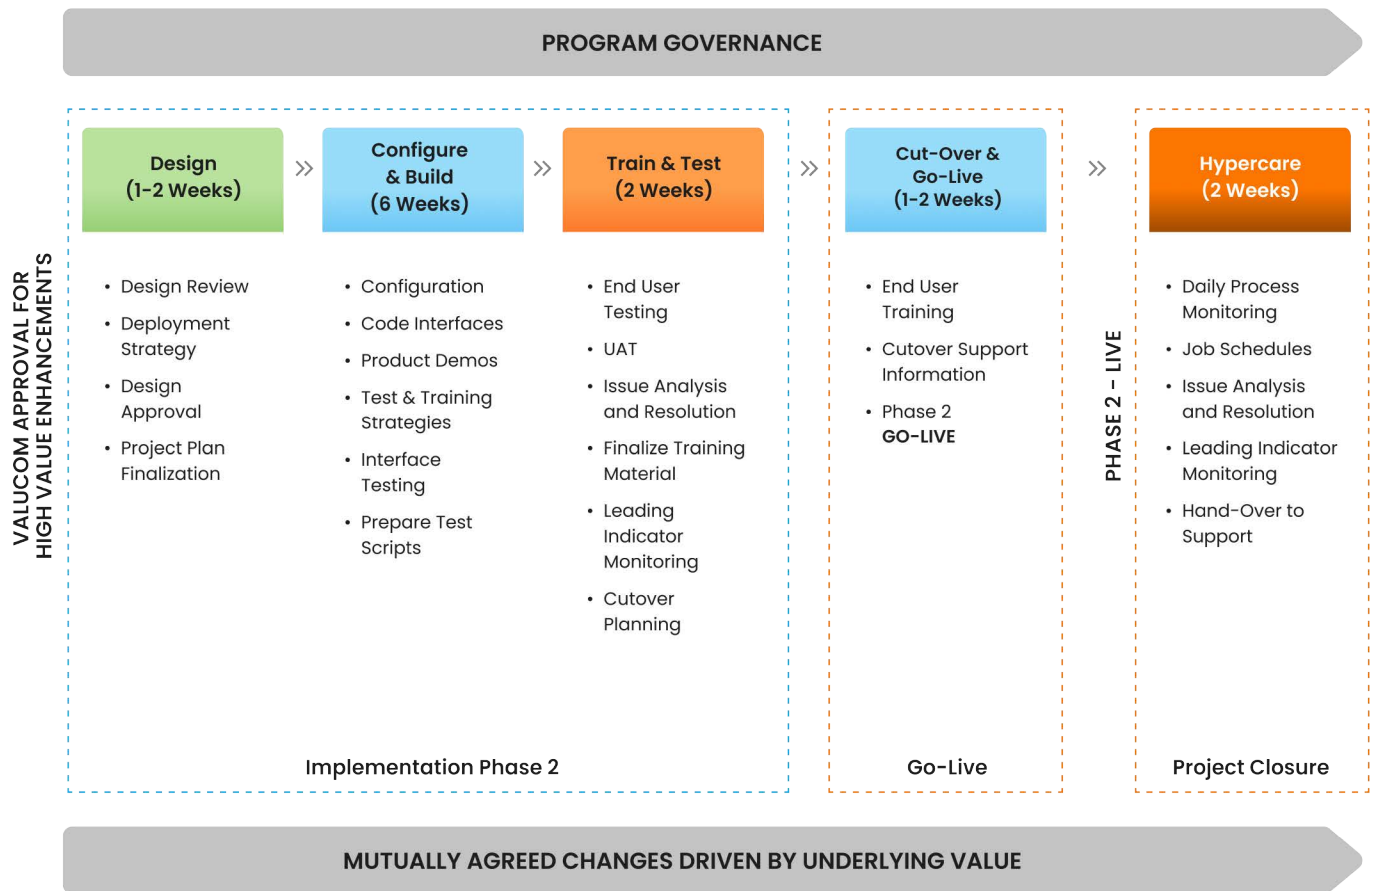 PROGRAM GOVERNANCE
VALUCOM APPROVAL FOR
HIGH VALUE ENHANCEMENTS
Design
(1-2 Weeks)
• Design Review
• Deployment
Strategy
• Design
Approval
• Project Plan
Finalization
Configure
& Build
(6 Weeks)
• Configuration
• Code Interfaces
• Product Demos
• Test & Training
Strategies
• Interface
Testing
• Prepare Test
Scripts
Train & Test
(2 Weeks)
• End User
Testing
• UAT
• Issue Analysis
and Resolution
• Finalize Training
Material
• Leading
Indicator
Monitoring
• Cutover
Planning
Implementation Phase 2
Cut-Over &
Go-Live
(1-2 Weeks)
• End User
Training
• Cutover Support
Information
• Phase 2
GO-LIVE
Go-Live
PHASE 2 - LIVE
Hypercare
(2 Weeks)
• Daily Process
Monitoring
• Job Schedules
• Issue Analysis
and Resolution
• Leading Indicator
Monitoring
• Hand-Over to
Support
Project Closure
MUTUALLY AGREED CHANGES DRIVEN BY UNDERLYING VALUE